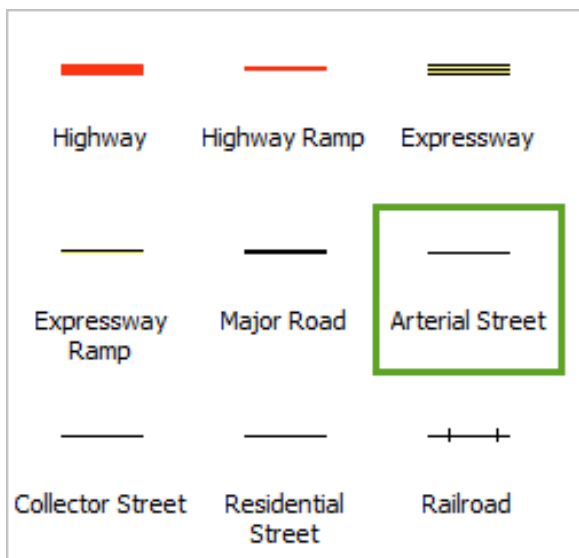 Highway
Highway Ramp
Expressway
Expressway
Ramp
Major Road
Arterial Street
Collector Street
Residential
Street
Railroad